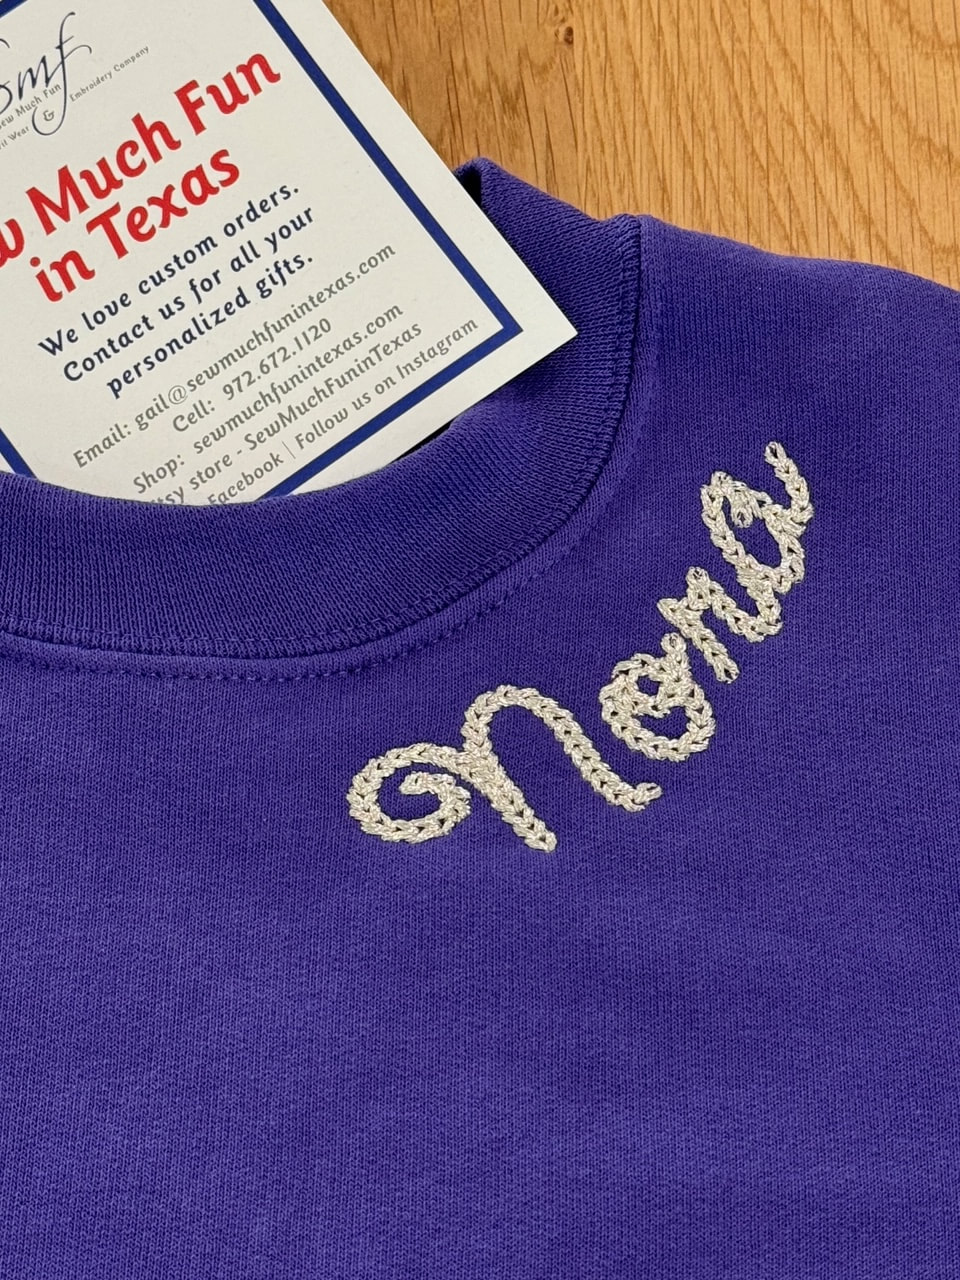 smf
Sew Much Fun
& Embroidery Company
Much Fun
in Texas
We love custom orders.
Contact us for all your
personalized gifts.
Email: gail@sewmuchfunintexas.com
Cell: 972.672.1120
Shop: sewmuchfunintexas.com
store - SewMuchFuninTexas
Facebook | Follow us on Instagram
Nona